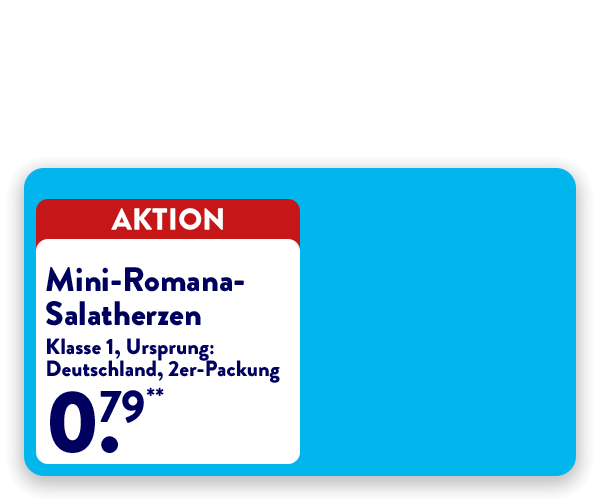 AKTION
Mini-Romana-
Salatherzen
Klasse 1, Ursprung:
Deutschland, 2er-Packung
0.79**